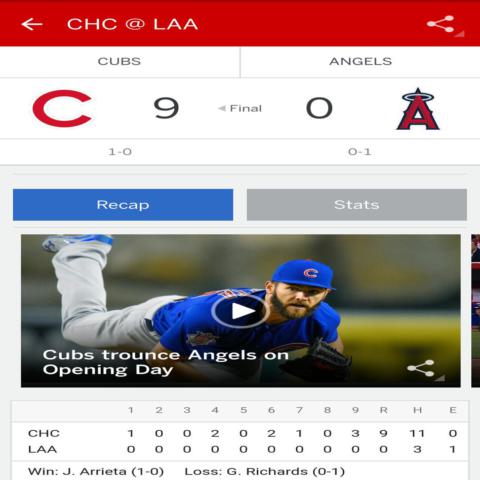 CHC @ LAA
CUBS ANGELS
C 9 Final 0 A
1-0 0-1
Recap Stats
C
Cubs trounce Angels on
Opening Day
1 2 3 4 5 6 7 8 9 R H E
CHC 1 0 0 2 0 2 1 0 3 9 11 0
LAA 0 0 0 0 0 0 0 0 0 0 3 1
Win: J. Arrieta (1-0) Loss: G. Richards (0-1)